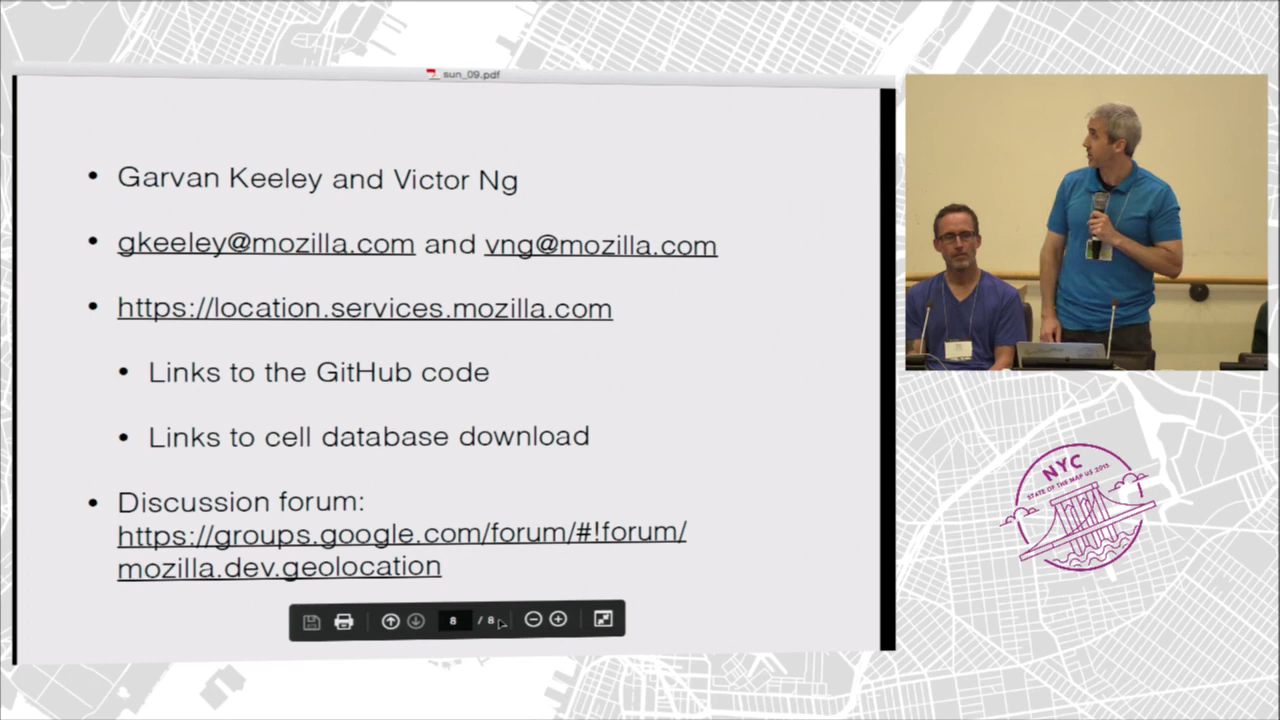 sun_09.pdf
• Garvan Keeley and Victor Ng
• gkeeley@mozilla.com and vng@mozilla.com
• https://location.services.mozilla.com
• Links to the GitHub code
• Links to cell database download
• Discussion forum:
https://groups.google.com/forum/#!forum/
mozilla.dev.geolocation
8 / 8
NYC
STATE OF THE MAP US 2015